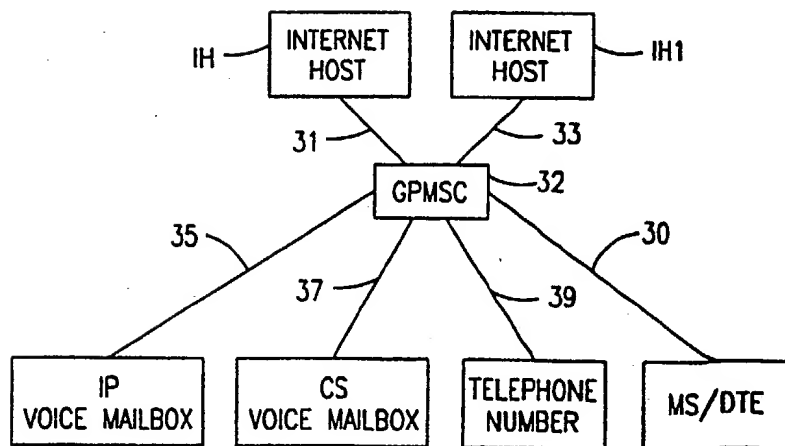 IH
INTERNET
HOST
INTERNET
HOST
IH1
31
33
GPMSC
32
35
37
39
30
IP
VOICE MAILBOX
CS
VOICE MAILBOX
TELEPHONE
NUMBER
MS/DTE